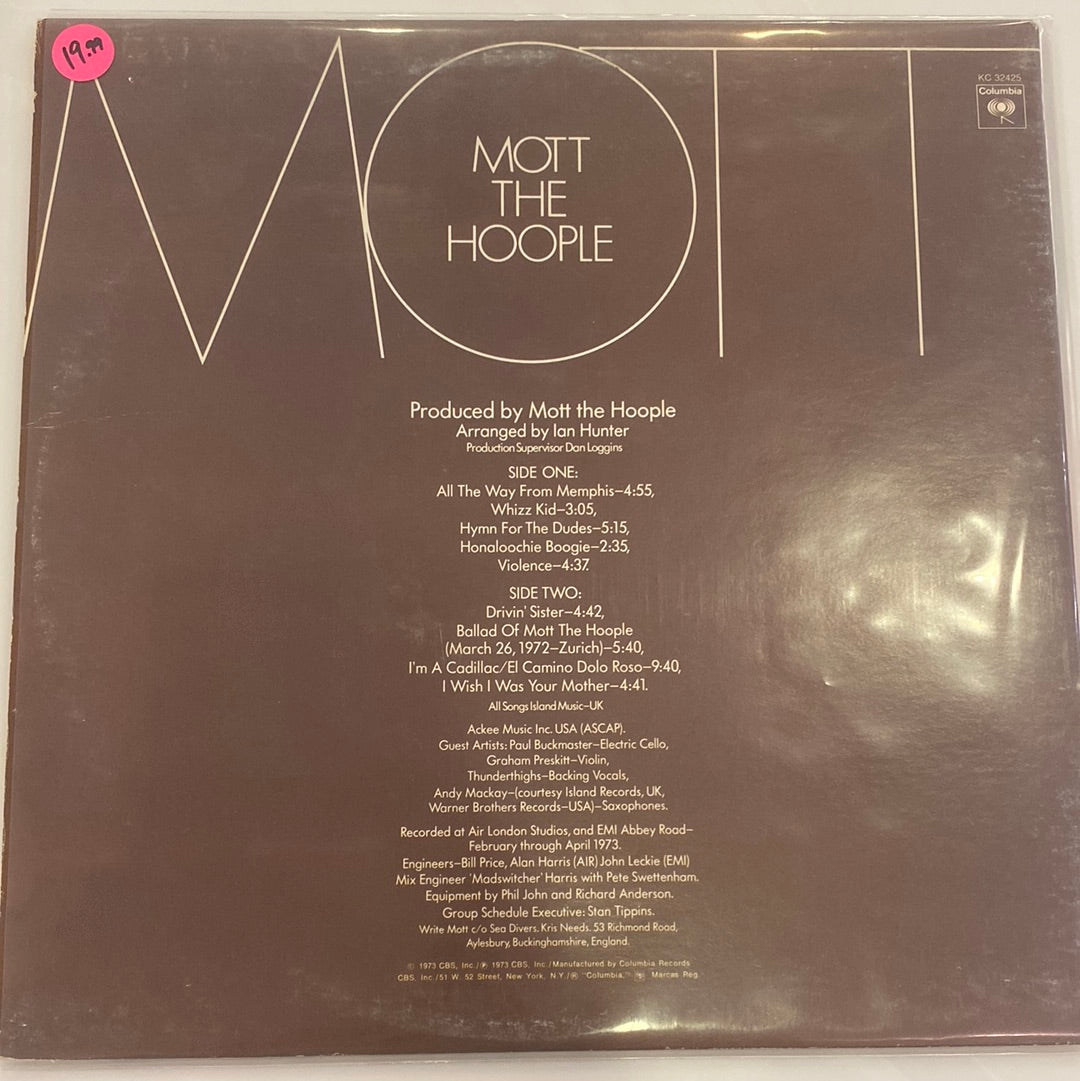 19.99
MOTT
KC 32425
Columbia
MOTT
THE
HOOPLE
Produced by Mott the Hoople
Arranged by Ian Hunter
Production Supervisor Dan Loggins
SIDE ONE:
All The Way From Memphis–4:55,
Whizz Kid–3:05,
Hymn For The Dudes–5:15,
Honaloochie Boogie–2:35,
Violence–4:37.
SIDE TWO:
Drivin' Sister–4:42,
Ballad Of Mott The Hoople
(March 26, 1972–Zurich)–5:40,
I'm A Cadillac/El Camino Dolo Roso–9:40,
I Wish I Was Your Mother–4:41.
All Songs Island Music–UK
Ackee Music Inc. USA (ASCAP).
Guest Artists: Paul Buckmaster–Electric Cello,
Graham Preskitt–Violin,
Thunderthighs–Backing Vocals,
Andy Mackay–(courtesy Island Records, UK,
Warner Brothers Records–USA)–Saxophones.
Recorded at Air London Studios, and EMI Abbey Road–
February through April 1973.
Engineers–Bill Price, Alan Harris (AIR) John Leckie (EMI)
Mix Engineer 'Madswitcher' Harris with Pete Swettenham.
Equipment by Phil John and Richard Anderson.
Group Schedule Executive: Stan Tippins.
Write Mott c/o Sea Divers. Kris Needs. 53 Richmond Road,
Aylesbury, Buckinghamshire, England.
© 1973 CBS, Inc./℗ 1973 CBS, Inc./Manufactured by Columbia Records
CBS, Inc./51 W. 52 Street, New York, N.Y./® "Columbia," Marcas Reg.